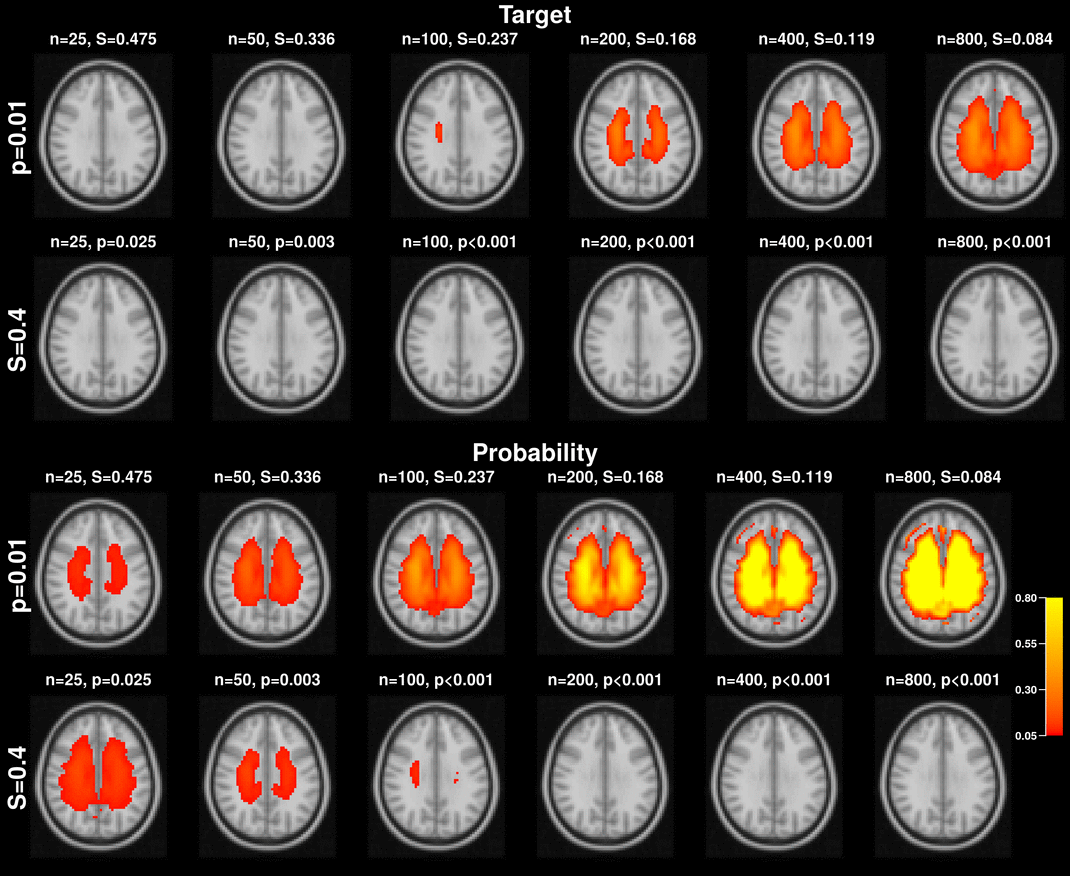 Target
n=25, S=0.475 n=50, S=0.336 n=100, S=0.237 n=200, S=0.168 n=400, S=0.119 n=800, S=0.084
p=0.01
n=25, p=0.025 n=50, p=0.003 n=100, p<0.001 n=200, p<0.001 n=400, p<0.001 n=800, p<0.001
S=0.4
Probability
n=25, S=0.475 n=50, S=0.336 n=100, S=0.237 n=200, S=0.168 n=400, S=0.119 n=800, S=0.084
p=0.01
0.80
0.55
0.30
0.05
n=25, p=0.025 n=50, p=0.003 n=100, p<0.001 n=200, p<0.001 n=400, p<0.001 n=800, p<0.001
S=0.4